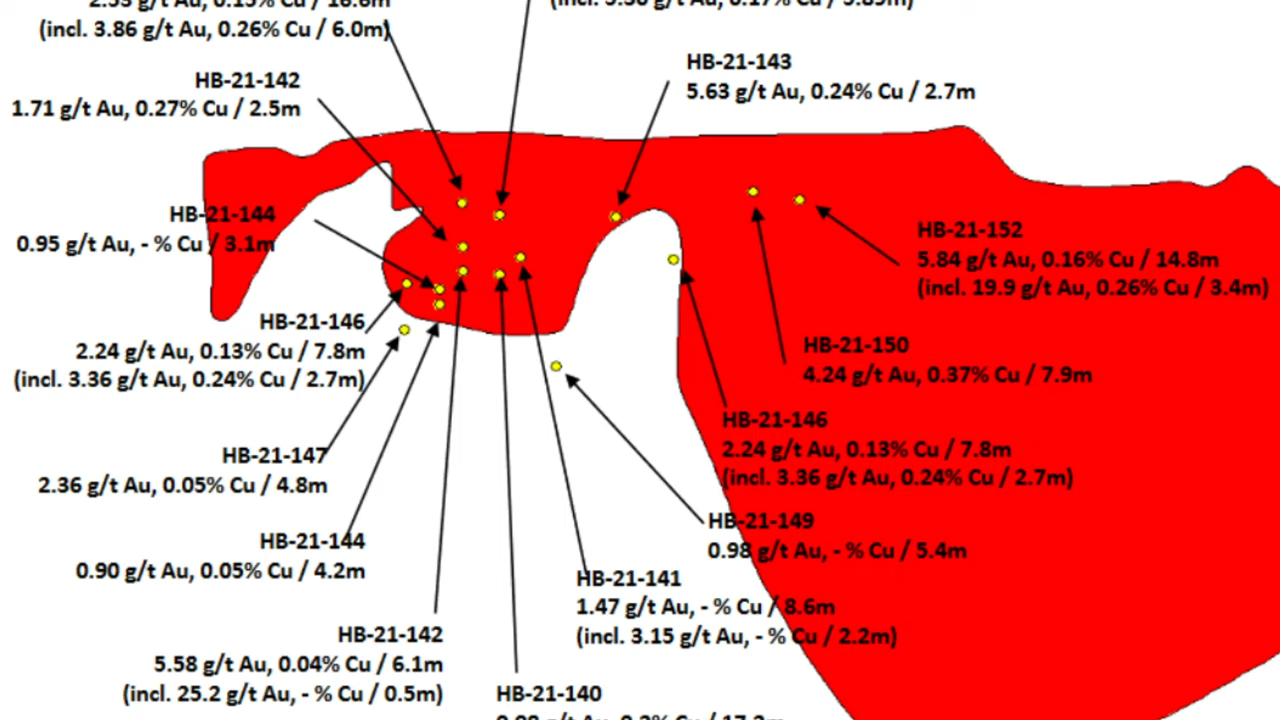 (incl. 3.86 g/t Au, 0.26% Cu / 6.0m)
HB-21-142
1.71 g/t Au, 0.27% Cu / 2.5m
HB-21-143
5.63 g/t Au, 0.24% Cu / 2.7m
HB-21-144
0.95 g/t Au, - % Cu / 3.1m
HB-21-152
5.84 g/t Au, 0.16% Cu / 14.8m
(incl. 19.9 g/t Au, 0.26% Cu / 3.4m)
HB-21-146
2.24 g/t Au, 0.13% Cu / 7.8m
(incl. 3.36 g/t Au, 0.24% Cu / 2.7m)
HB-21-150
4.24 g/t Au, 0.37% Cu / 7.9m
HB-21-146
2.24 g/t Au, 0.13% Cu / 7.8m
(incl. 3.36 g/t Au, 0.24% Cu / 2.7m)
HB-21-147
2.36 g/t Au, 0.05% Cu / 4.8m
HB-21-149
0.98 g/t Au, - % Cu / 5.4m
HB-21-144
0.90 g/t Au, 0.05% Cu / 4.2m
HB-21-141
1.47 g/t Au, - % Cu / 8.6m
(incl. 3.15 g/t Au, - % Cu / 2.2m)
HB-21-142
5.58 g/t Au, 0.04% Cu / 6.1m
(incl. 25.2 g/t Au, - % Cu / 0.5m)
HB-21-140